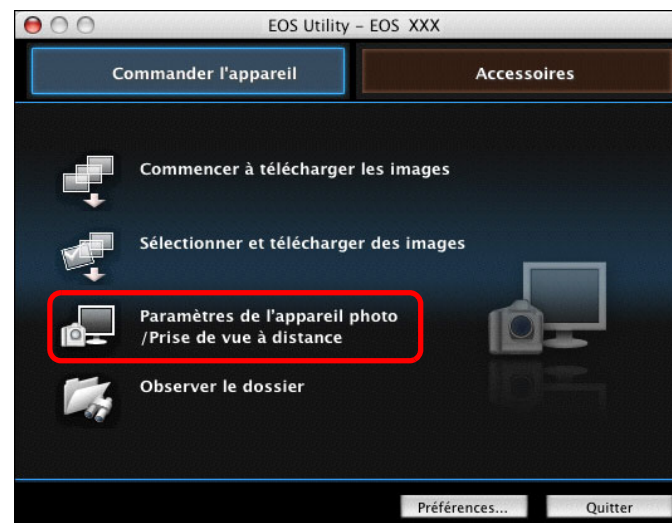 EOS Utility – EOS XXX
Commander l'appareil
Accessoires
Commencer à télécharger les images
Sélectionner et télécharger des images
Paramètres de l'appareil photo
/Prise de vue à distance
Observer le dossier
Préférences...
Quitter